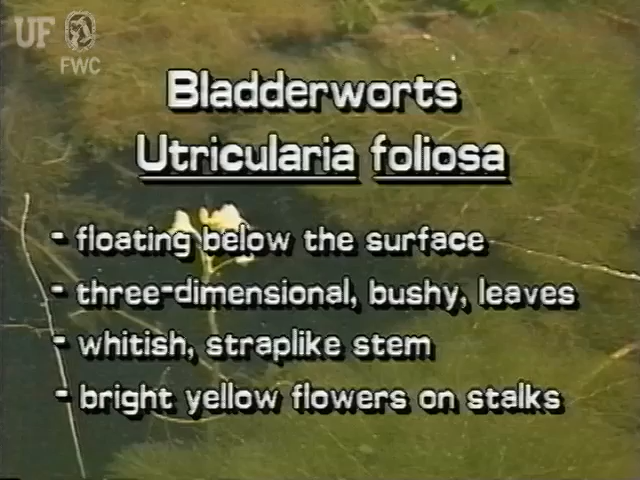 UF
FWC
Bladderworts
Utricularia foliosa
- floating below the surface
- three-dimensional, bushy, leaves
- whitish, straplike stem
- bright yellow flowers on stalks